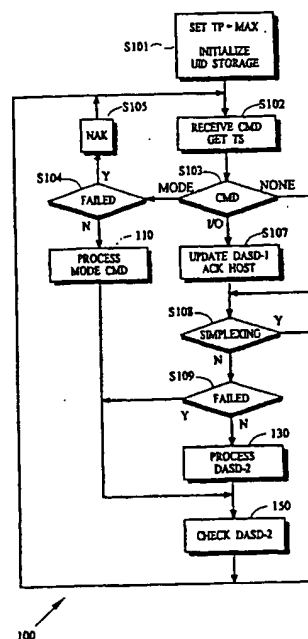 S101
SET TP=MAX
INITIALIZE
UID STORAGE
S105
NAK
S102
RECEIVE CMD
GET TS
S104
Y
FAILED
N
S103
MODE
CMD
NONE
I/O
110
PROCESS
MODE CMD
S107
UPDATE DASD-1
ACK HOST
S108
SIMPLEXING
Y
N
S109
FAILED
Y
N
130
PROCESS
DASD-2
150
CHECK DASD-2
100